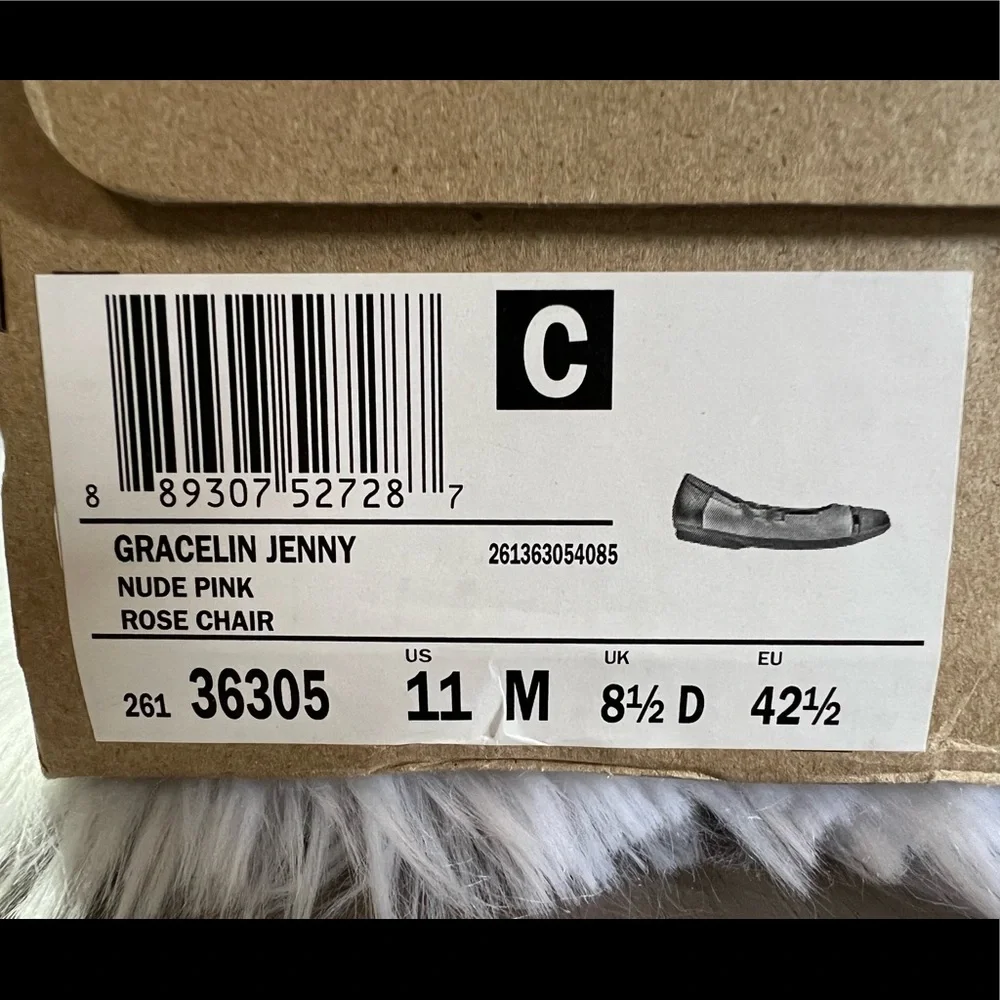 C
8 89307 52728 7
GRACELIN JENNY 261363054085
NUDE PINK
ROSE CHAIR
US UK EU
261 36305 11 M 8½ D 42½